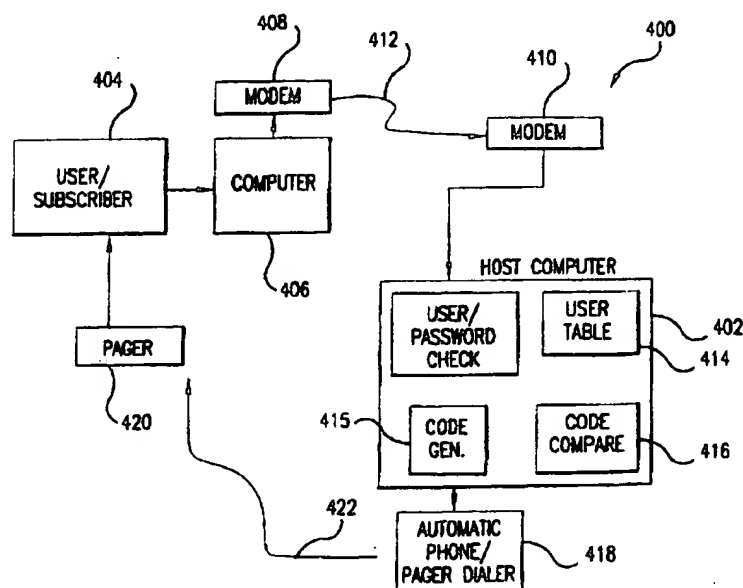 408
412
410
400
404
MODEM
MODEM
USER/
SUBSCRIBER
COMPUTER
406
HOST COMPUTER
USER/
PASSWORD
CHECK
USER
TABLE
402
414
PAGER
420
415
CODE
GEN.
CODE
COMPARE
416
422
AUTOMATIC
PHONE/
PAGER DIALER
418